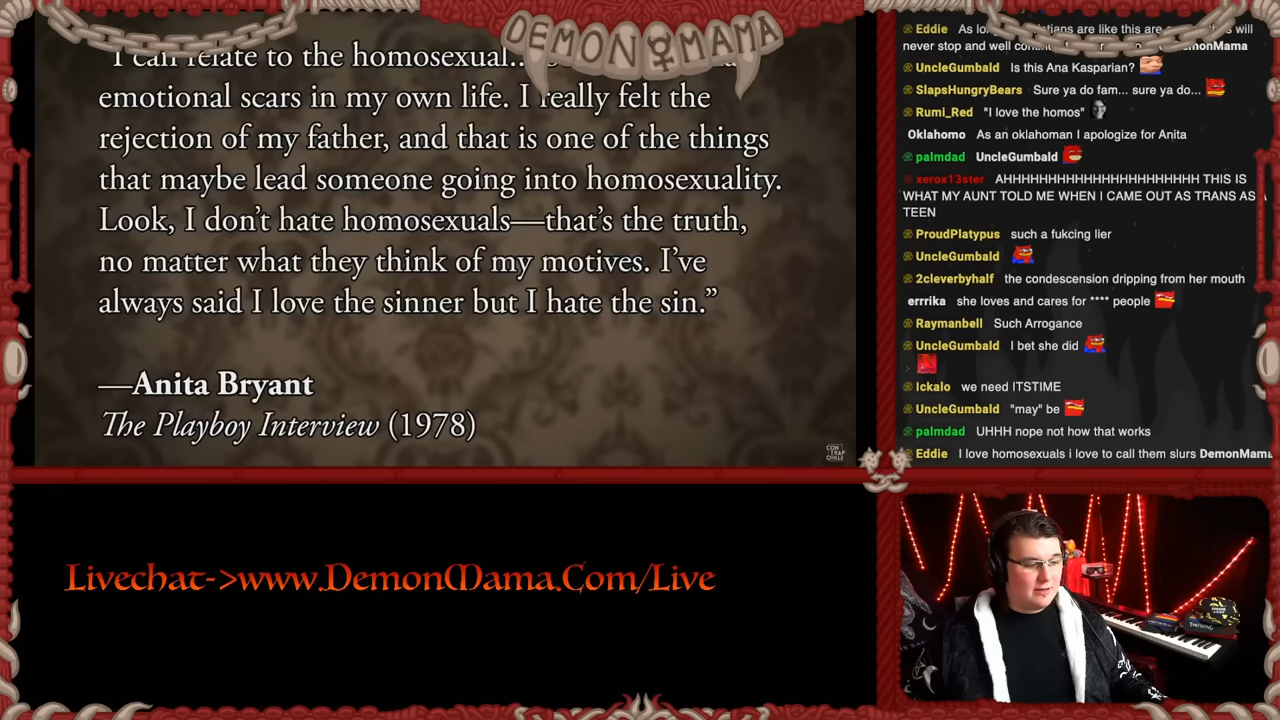 DEMON MAMA
"I can relate to the homosexual..
emotional scars in my own life. I really felt the
rejection of my father, and that is one of the things
that maybe lead someone going into homosexuality.
Look, I don't hate homosexuals—that's the truth,
no matter what they think of my motives. I've
always said I love the sinner but I hate the sin."
—Anita Bryant
The Playboy Interview (1978)
CON
TRAP
Livechat->www.DemonMama.Com/Live
Eddie As
will
never stop and well DemonMama
UncleGumbald Is this Ana Kasparian?
SlapsHungryBears Sure ya do fam... sure ya do...
Rumi_Red "I love the homos"
Oklahomo As an oklahoman I apologize for Anita
palmdad UncleGumbald
xerox13ster AHHHHHHHHHHHHHHHHHHHHHHH THIS IS
WHAT MY AUNT TOLD ME WHEN I CAME OUT AS TRANS AS A
TEEN
ProudPlatypus such a fukcing lier
UncleGumbald
2cleverbyhalf the condescension dripping from her mouth
errrika she loves and cares for **** people
Raymanbell Such Arrogance
UncleGumbald I bet she did
Ickalo we need ITSTIME
UncleGumbald "may" be
palmdad UHHH nope not how that works
Eddie I love homosexuals i love to call them slurs DemonMama